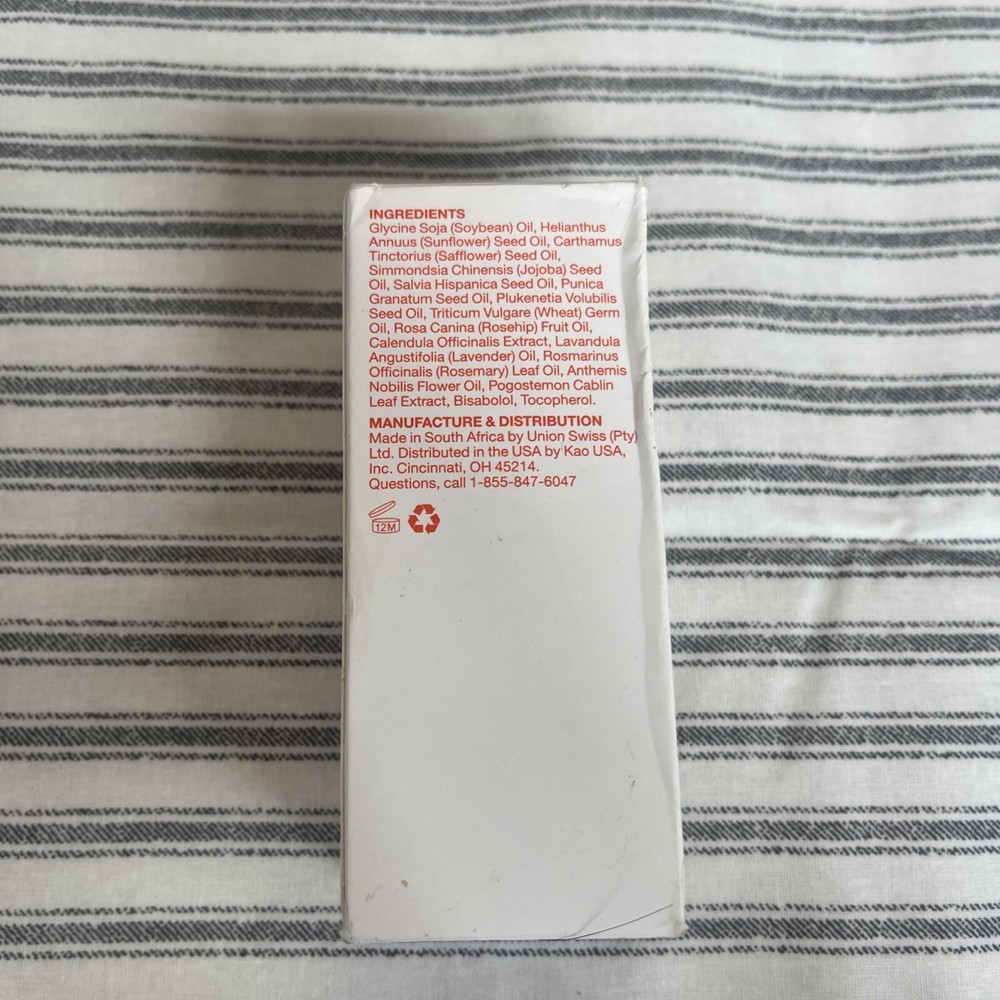 INGREDIENTS
Glycine Soja (Soybean) Oil, Helianthus
Annuus (Sunflower) Seed Oil, Carthamus
Tinctorius (Safflower) Seed Oil,
Simmondsia Chinensis (Jojoba) Seed
Oil, Salvia Hispanica Seed Oil, Punica
Granatum Seed Oil, Plukenetia Volubilis
Seed Oil, Triticum Vulgare (Wheat) Germ
Oil, Rosa Canina (Rosehip) Fruit Oil,
Calendula Officinalis Extract, Lavandula
Angustifolia (Lavender) Oil, Rosmarinus
Officinalis (Rosemary) Leaf Oil, Anthemis
Nobilis Flower Oil, Pogostemon Cablin
Leaf Extract, Bisabolol, Tocopherol.
MANUFACTURE & DISTRIBUTION
Made in South Africa by Union Swiss (Pty)
Ltd. Distributed in the USA by Kao USA,
Inc. Cincinnati, OH 45214.
Questions, call 1-855-847-6047
12M